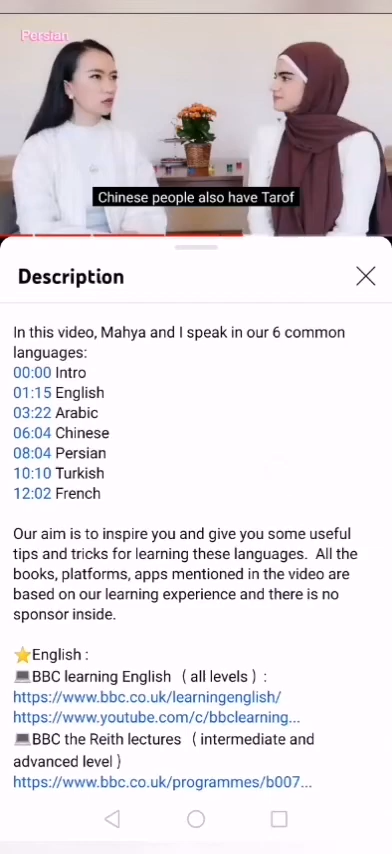 Persian
Chinese people also have Tarof
Description
In this video, Mahya and I speak in our 6 common
languages:
00:00 Intro
01:15 English
03:22 Arabic
06:04 Chinese
08:04 Persian
10:10 Turkish
12:02 French
Our aim is to inspire you and give you some useful
tips and tricks for learning these languages.  All the
books, platforms, apps mentioned in the video are
based on our learning experience and there is no
sponsor inside.
⭐English :
💻BBC learning English （all levels）:
https://www.bbc.co.uk/learningenglish/
https://www.youtube.com/c/bbclearning...
💻BBC the Reith lectures （intermediate and
advanced level）
https://www.bbc.co.uk/programmes/b007...